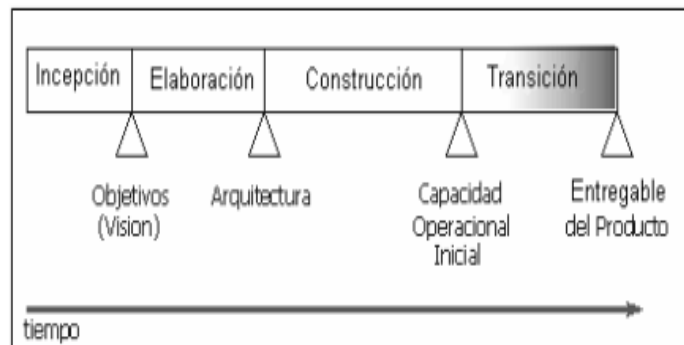 Incepción Elaboración Construcción Transición
Objetivos
(Vision)
Arquitectura
Capacidad
Operacional
Inicial
Entregable
del Producto
tiempo